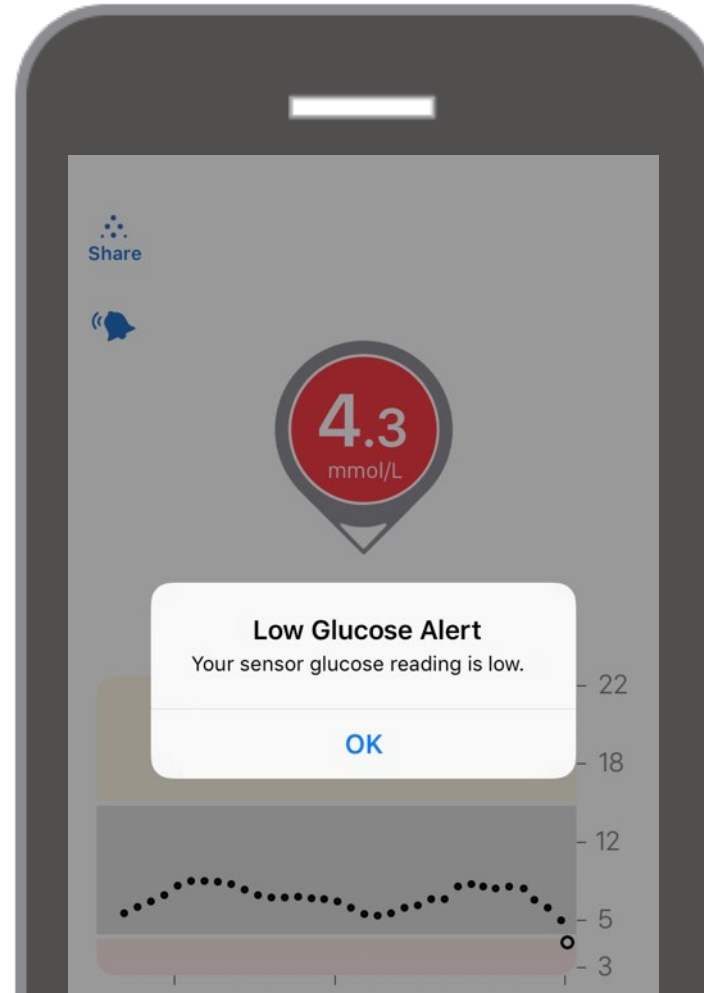 Share
4.3
mmol/L
Low Glucose Alert
Your sensor glucose reading is low.
OK
22
18
12
5
3